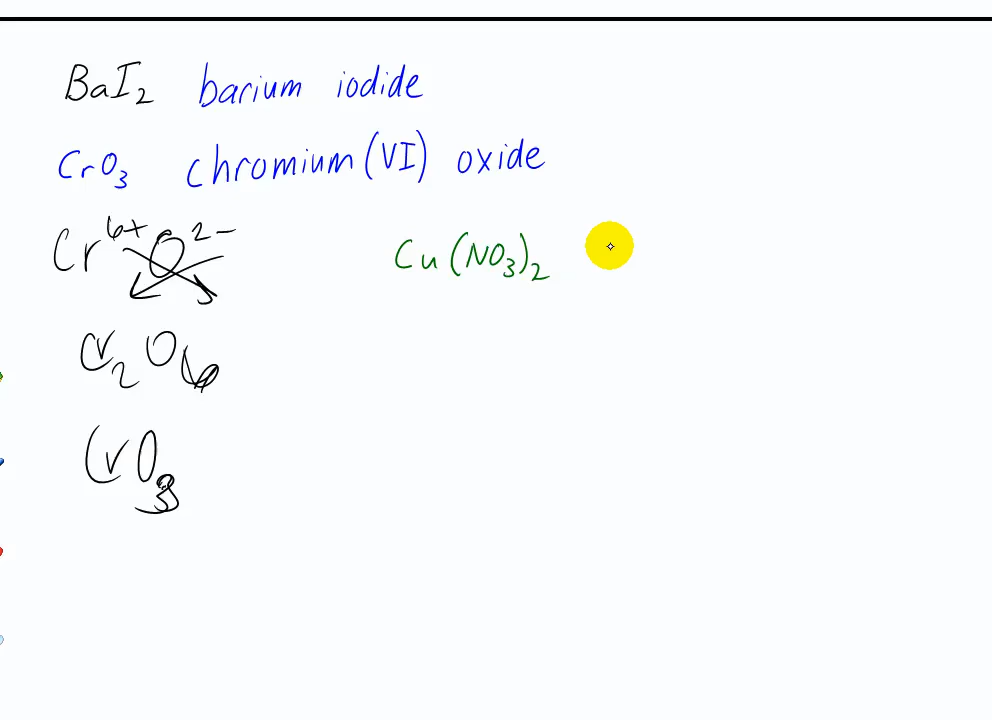 BaI₂ barium iodide
CrO₃ chromium (VI) oxide
Cr⁶⁺ O²⁻
Cu(NO₃)₂
Cr₂O₆
CrO₃